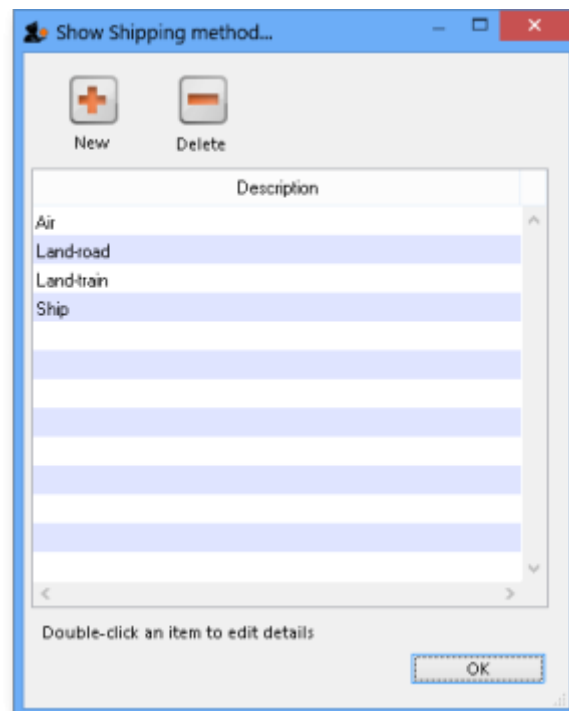 Show Shipping method...
New Delete
Description
Air
Land-road
Land-train
Ship
Double-click an item to edit details
OK